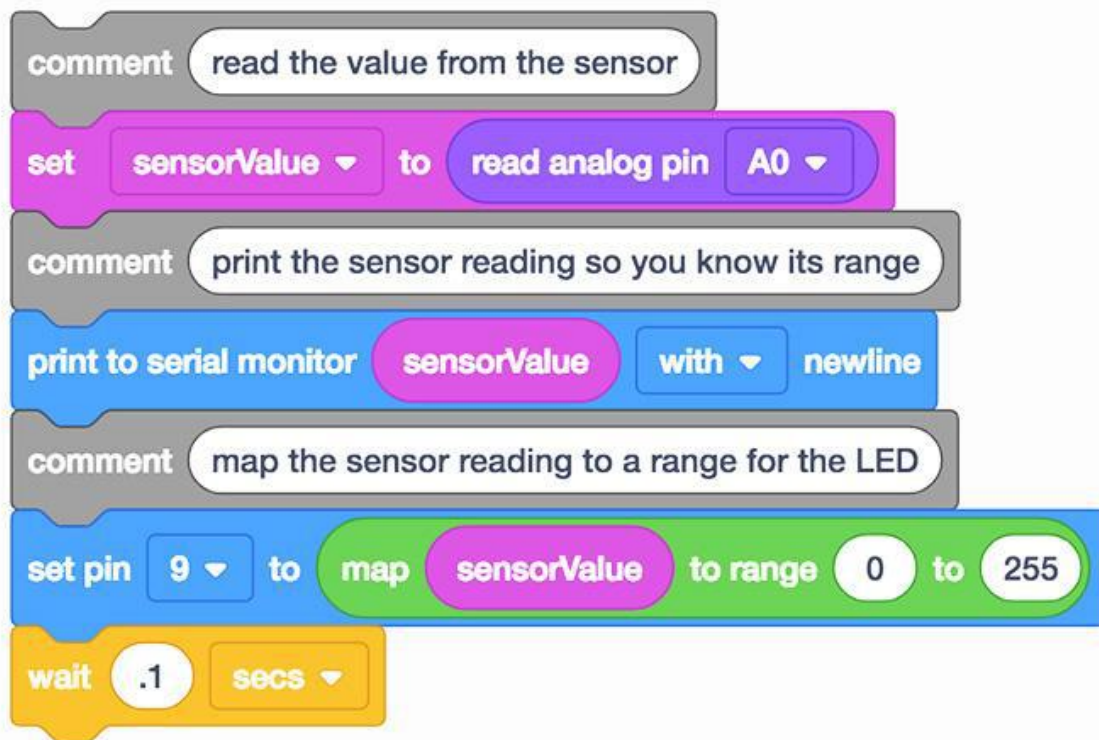 comment read the value from the sensor
set sensorValue to read analog pin A0
comment print the sensor reading so you know its range
print to serial monitor sensorValue with newline
comment map the sensor reading to a range for the LED
set pin 9 to map sensorValue to range 0 to 255
wait .1 secs